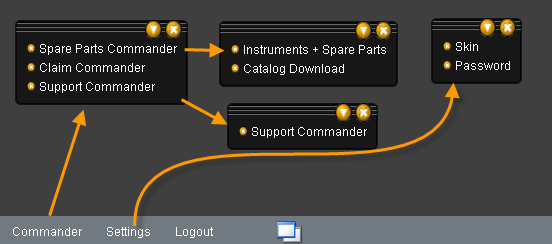 Spare Parts Commander
Claim Commander
Support Commander
Instruments + Spare Parts
Catalog Download
Support Commander
Skin
Password
Commander Settings Logout